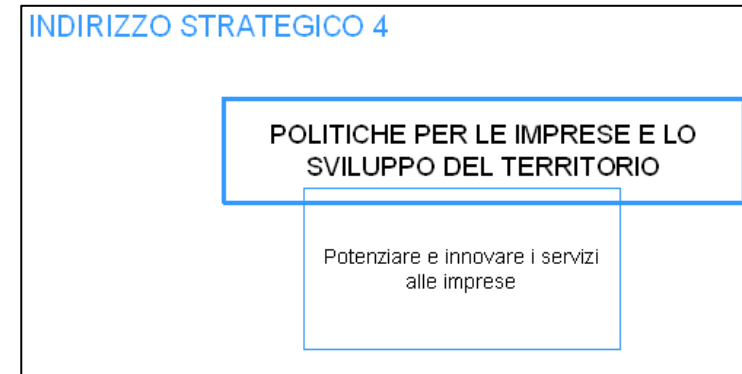 INDIRIZZO STRATEGICO 4
POLITICHE PER LE IMPRESE E LO
SVILUPPO DEL TERRITORIO
Potenziare e innovare i servizi
alle imprese